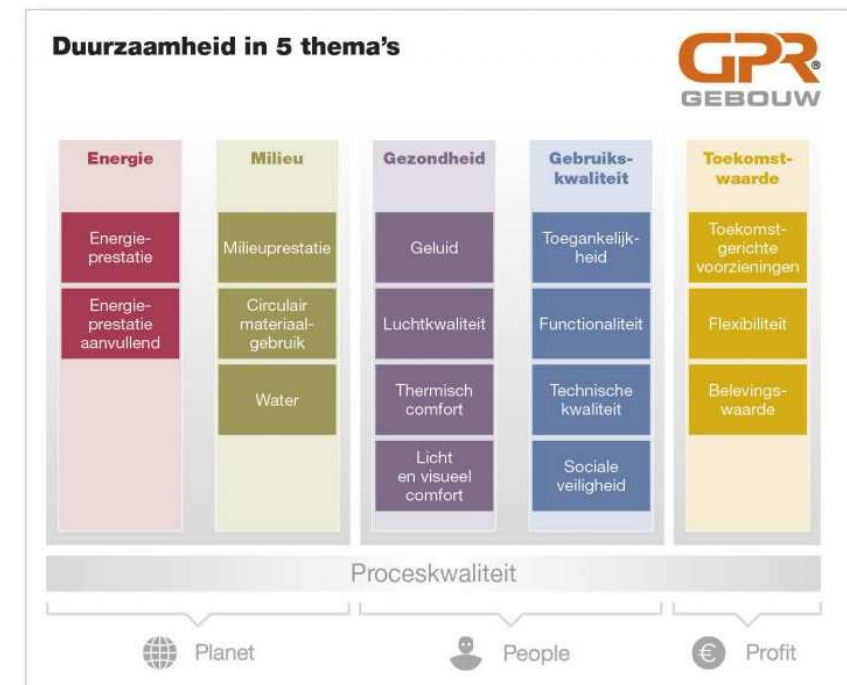 Duurzaamheid in 5 thema's
GPR®
GEBOUW
Energie
Energie-
prestatie
Energie-
prestatie
aanvullend
Milieu
Milieuprestatie
Circulair
materiaal-
gebruik
Water
Gezondheid
Geluid
Luchtkwaliteit
Thermisch
comfort
Licht
en visueel
comfort
Gebruiks-
kwaliteit
Toegankelijk-
heid
Functionaliteit
Technische
kwaliteit
Sociale
veiligheid
Toekomst-
waarde
Toekomst-
gerichte
voorzieningen
Flexibiliteit
Belevings-
waarde
Proceskwaliteit
Planet
People
€ Profit